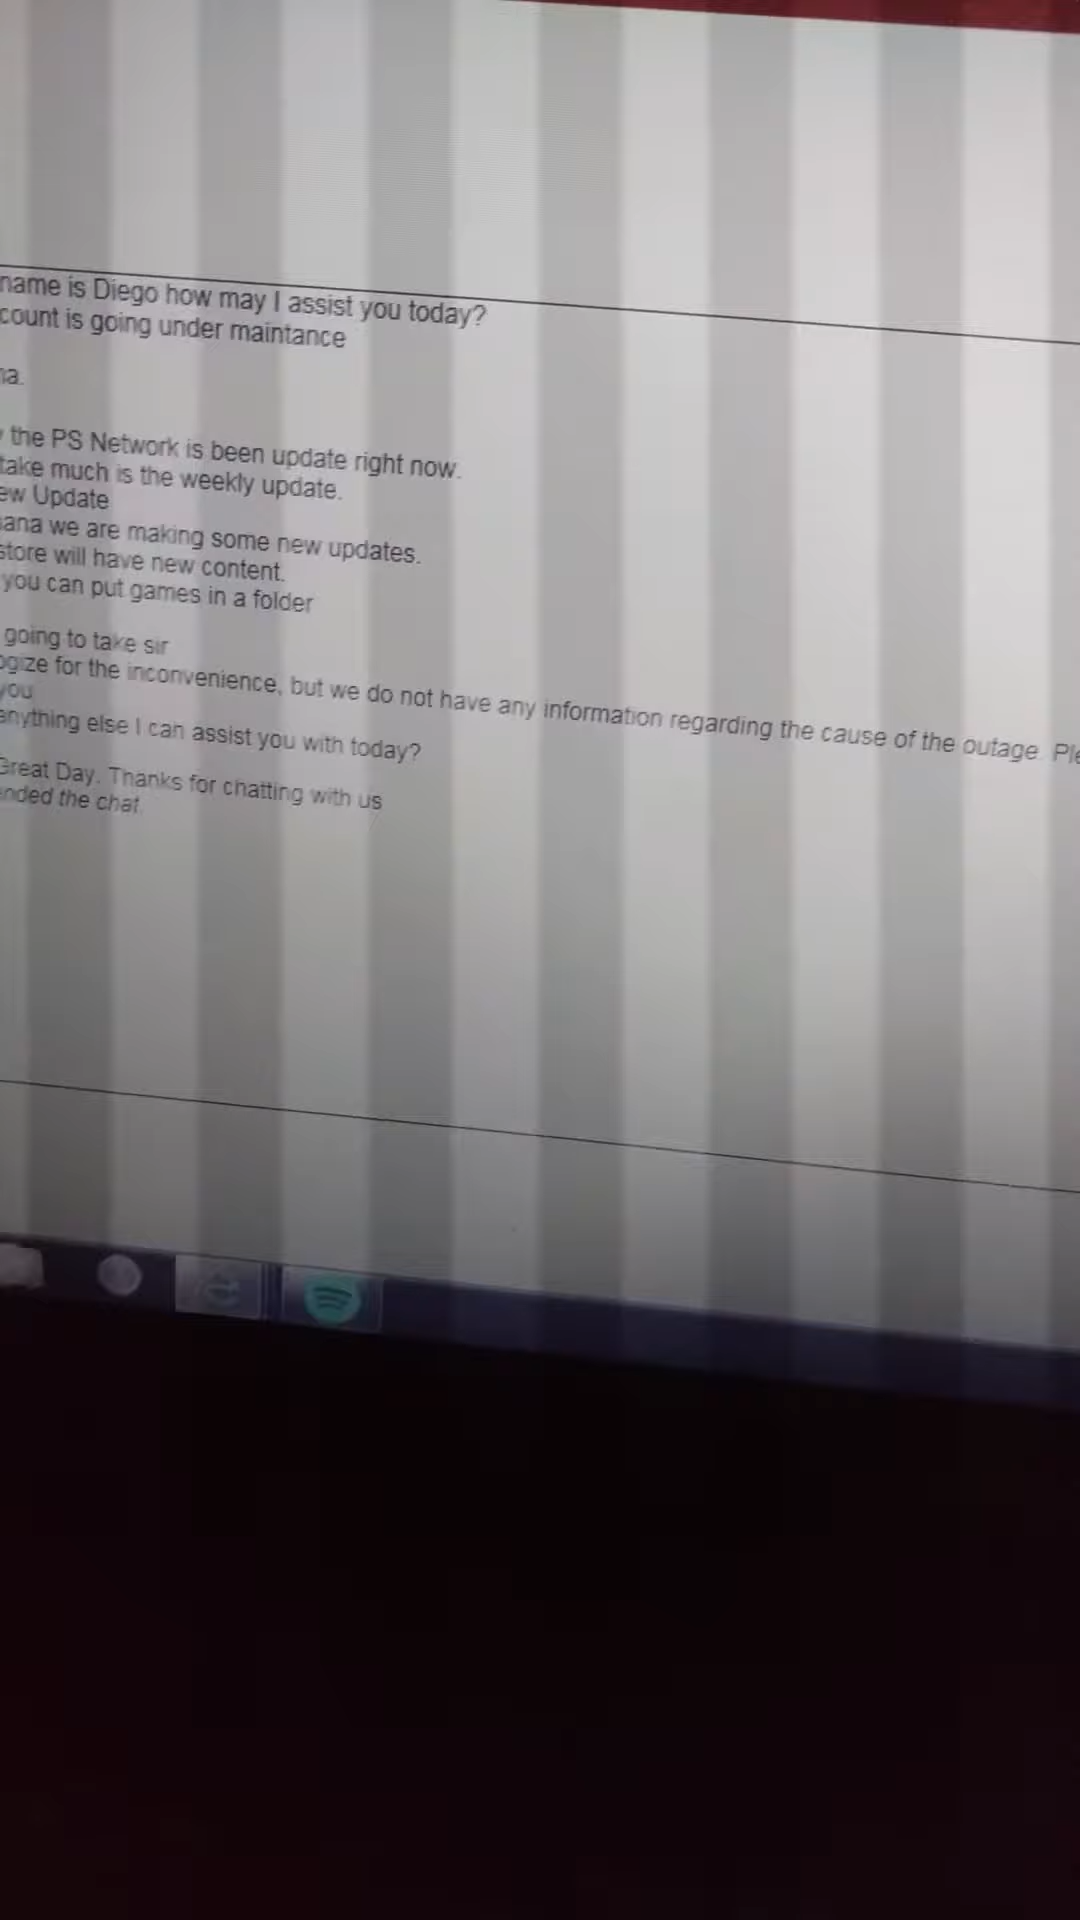 name is Diego how may I assist you today?
count is going under maintance
na.
the PS Network is been update right now.
take much is the weekly update.
ew Update
ana we are making some new updates.
store will have new content.
you can put games in a folder
going to take sir
ogize for the inconvenience, but we do not have any information regarding the cause of the outage. Ple
you
anything else I can assist you with today?
Great Day. Thanks for chatting with us
ended the chat.